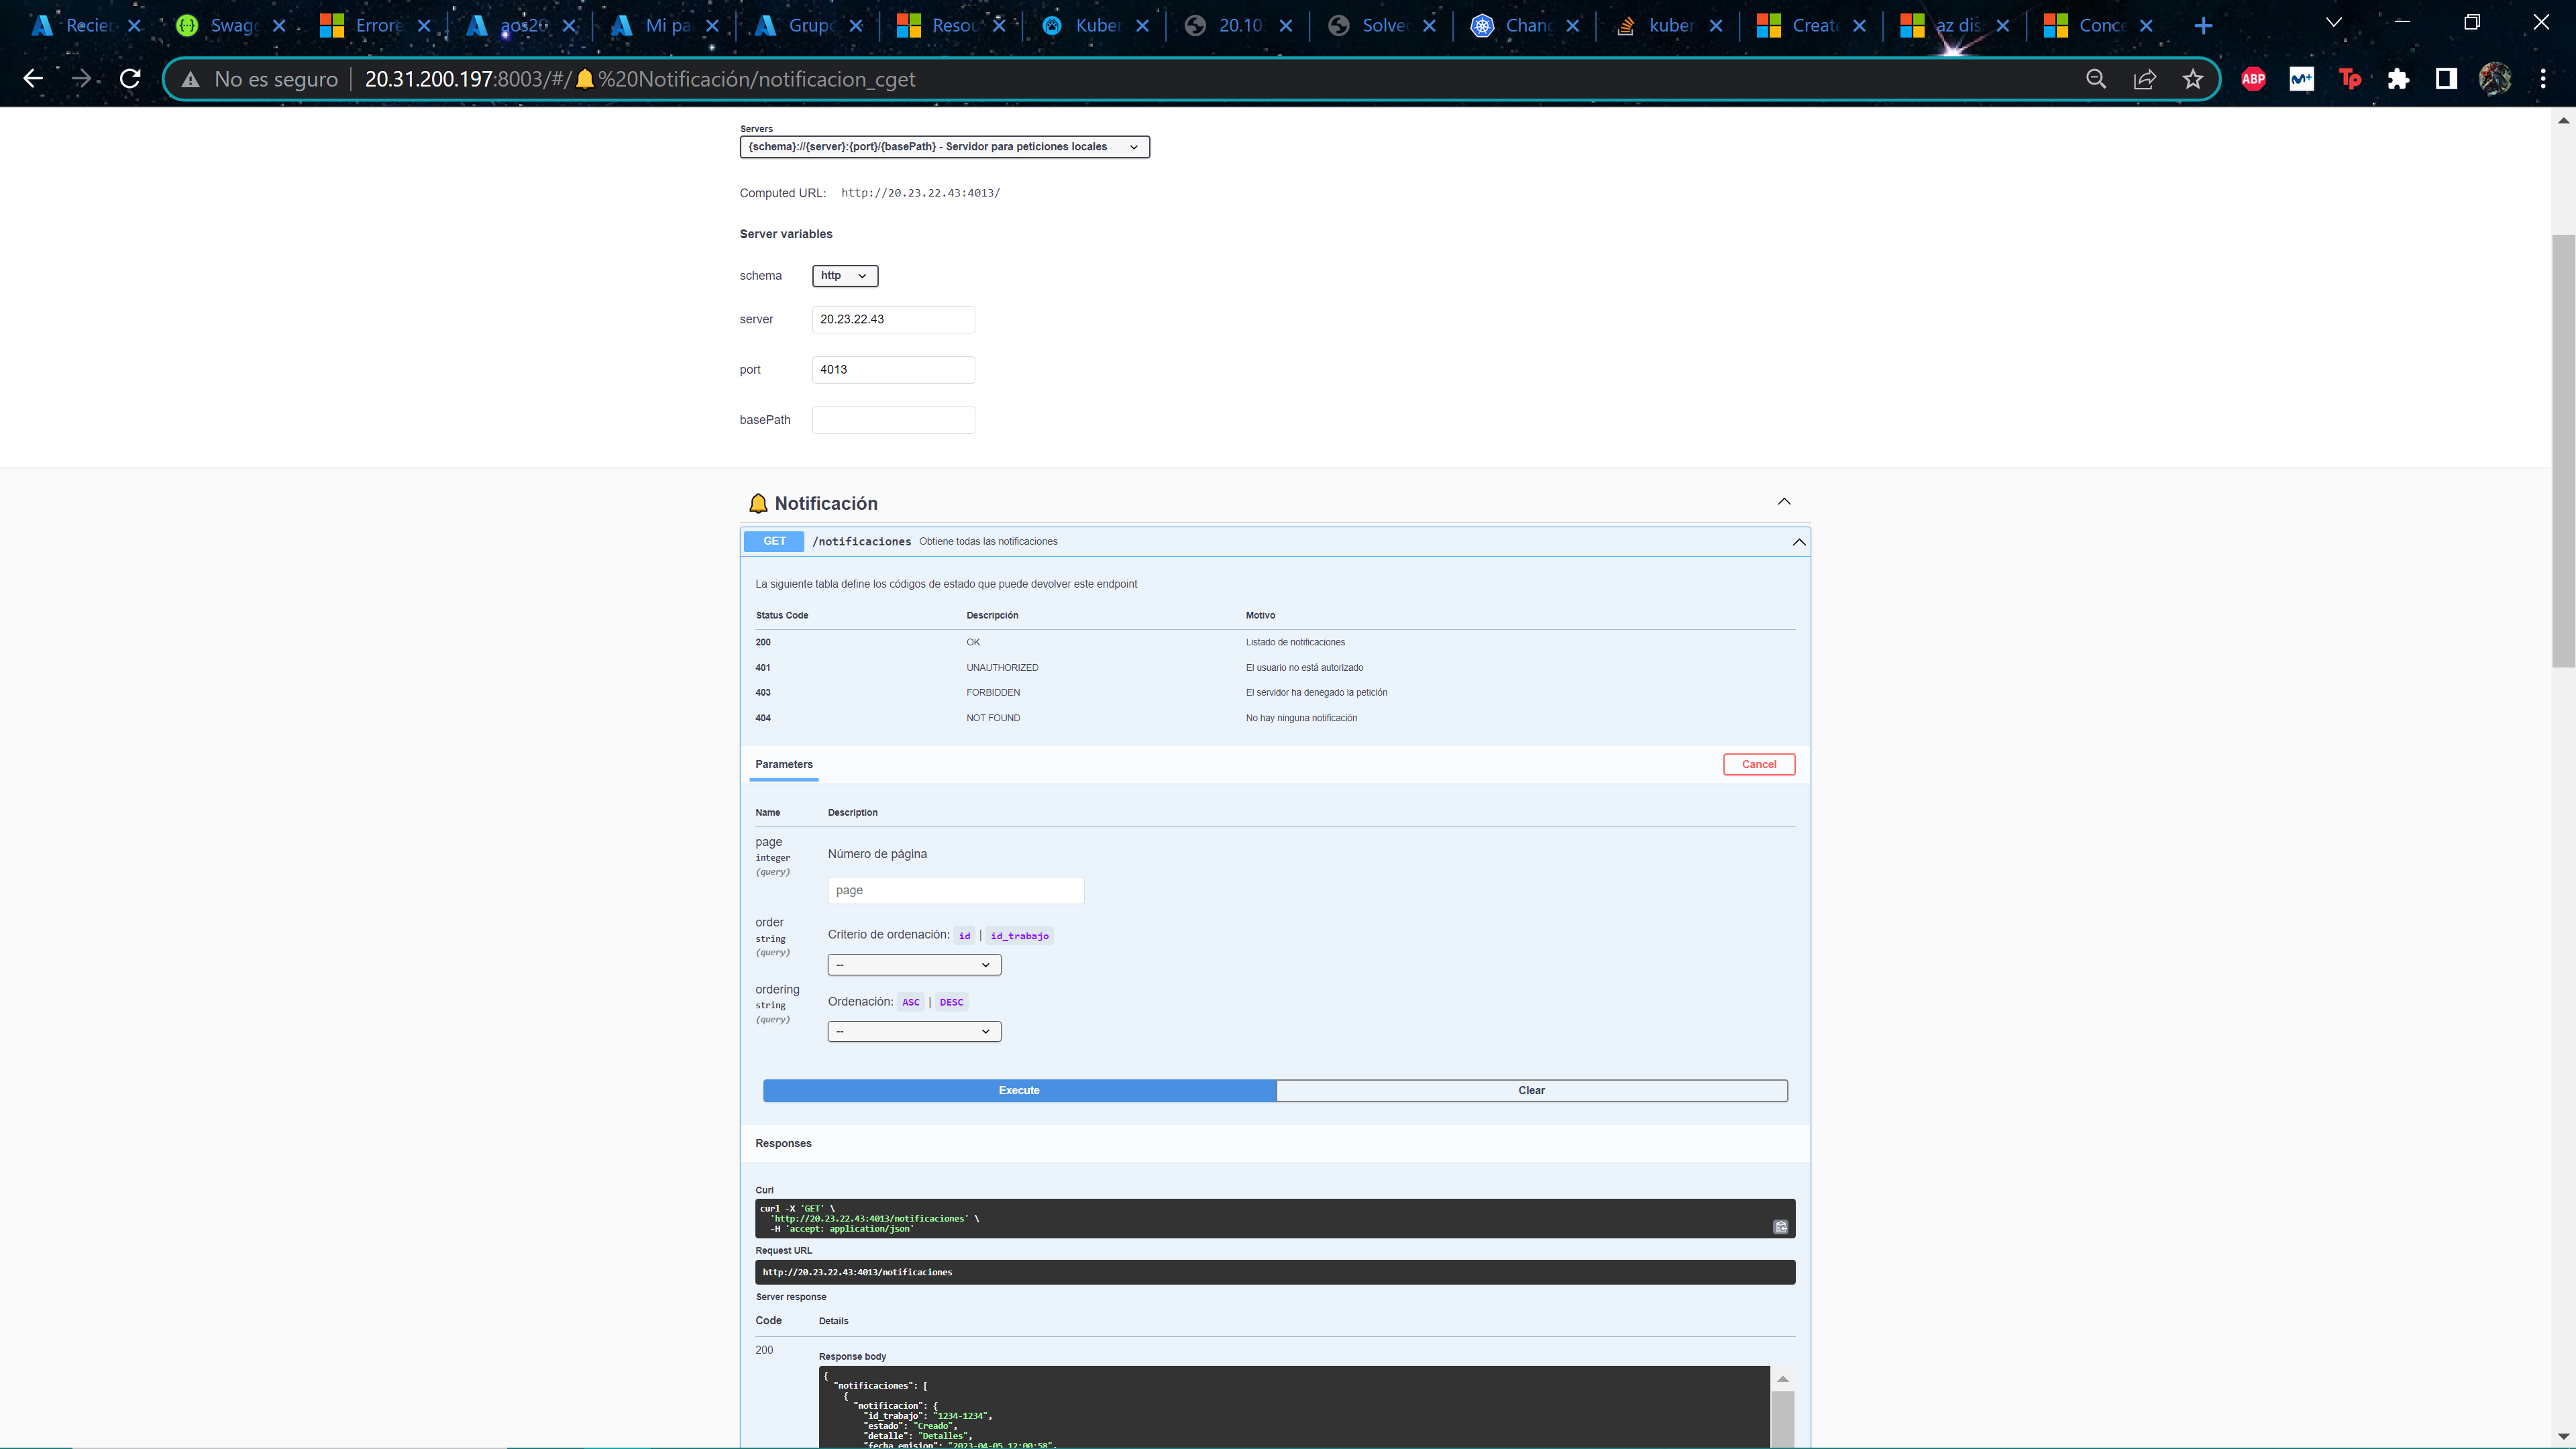 Recien
Swagg
Errore
aos20
Mi pa
Grupo
Resou
Kuber
20.10
Solved
Chang
kuber
Create
az dis
Conce
No es seguro
20.31.200.197:8003/#/🔔%20Notificación/notificacion_cget
ABP
Tp
Servers
{schema}://{server}:{port}/{basePath} - Servidor para peticiones locales
Computed URL: http://20.23.22.43:4013/
Server variables
schema http
server 20.23.22.43
port 4013
basePath
🔔 Notificación
GET /notificaciones Obtiene todas las notificaciones
La siguiente tabla define los códigos de estado que puede devolver este endpoint
Status Code Descripción Motivo
200 OK Listado de notificaciones
401 UNAUTHORIZED El usuario no está autorizado
403 FORBIDDEN El servidor ha denegado la petición
404 NOT FOUND No hay ninguna notificación
Parameters Cancel
Name Description
page
integer
(query)
Número de página
page
order
string
(query)
Criterio de ordenación: id | id_trabajo
--
ordering
string
(query)
Ordenación: ASC | DESC
--
Execute Clear
Responses
Curl
curl -X 'GET' \
'http://20.23.22.43:4013/notificaciones' \
-H 'accept: application/json'
Request URL
http://20.23.22.43:4013/notificaciones
Server response
Code Details
200
Response body
{
"notificaciones": [
{
"notificacion": {
"id_trabajo": "1234-1234",
"estado": "Creado",
"detalle": "Detalles",
"fecha_emision": "2023-04-05 12:00:58",